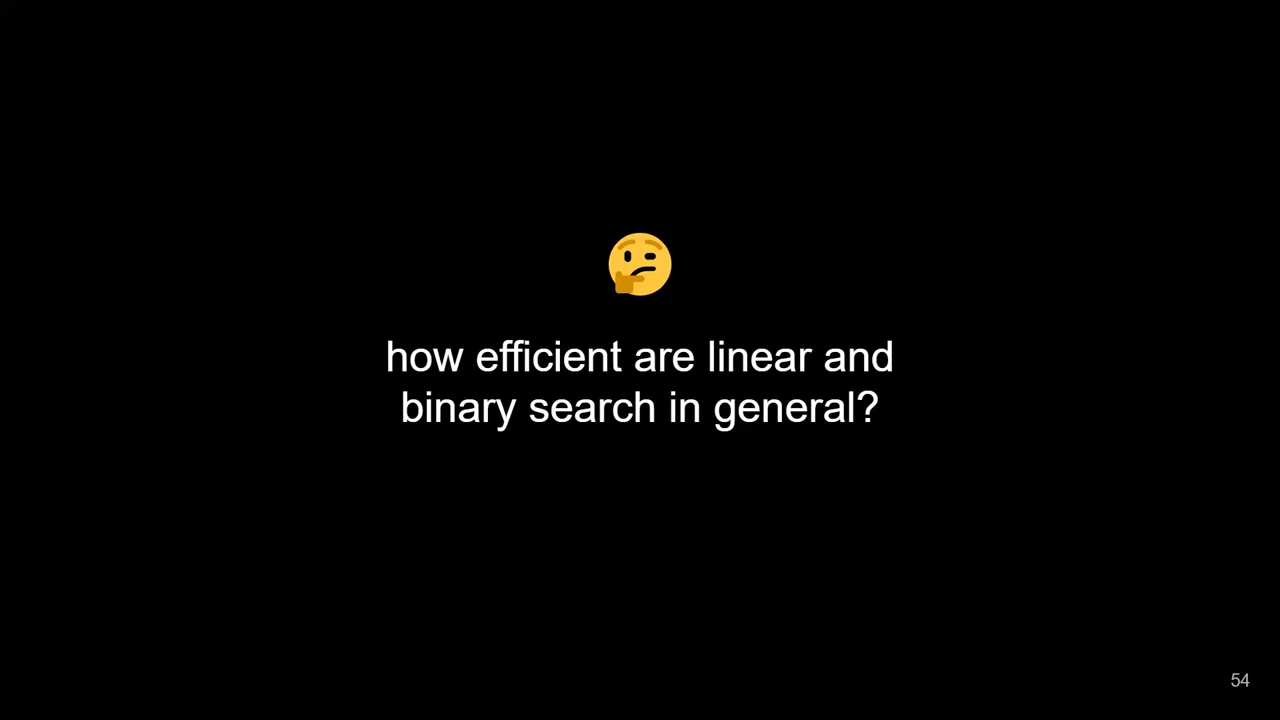 how efficient are linear and
binary search in general?
54